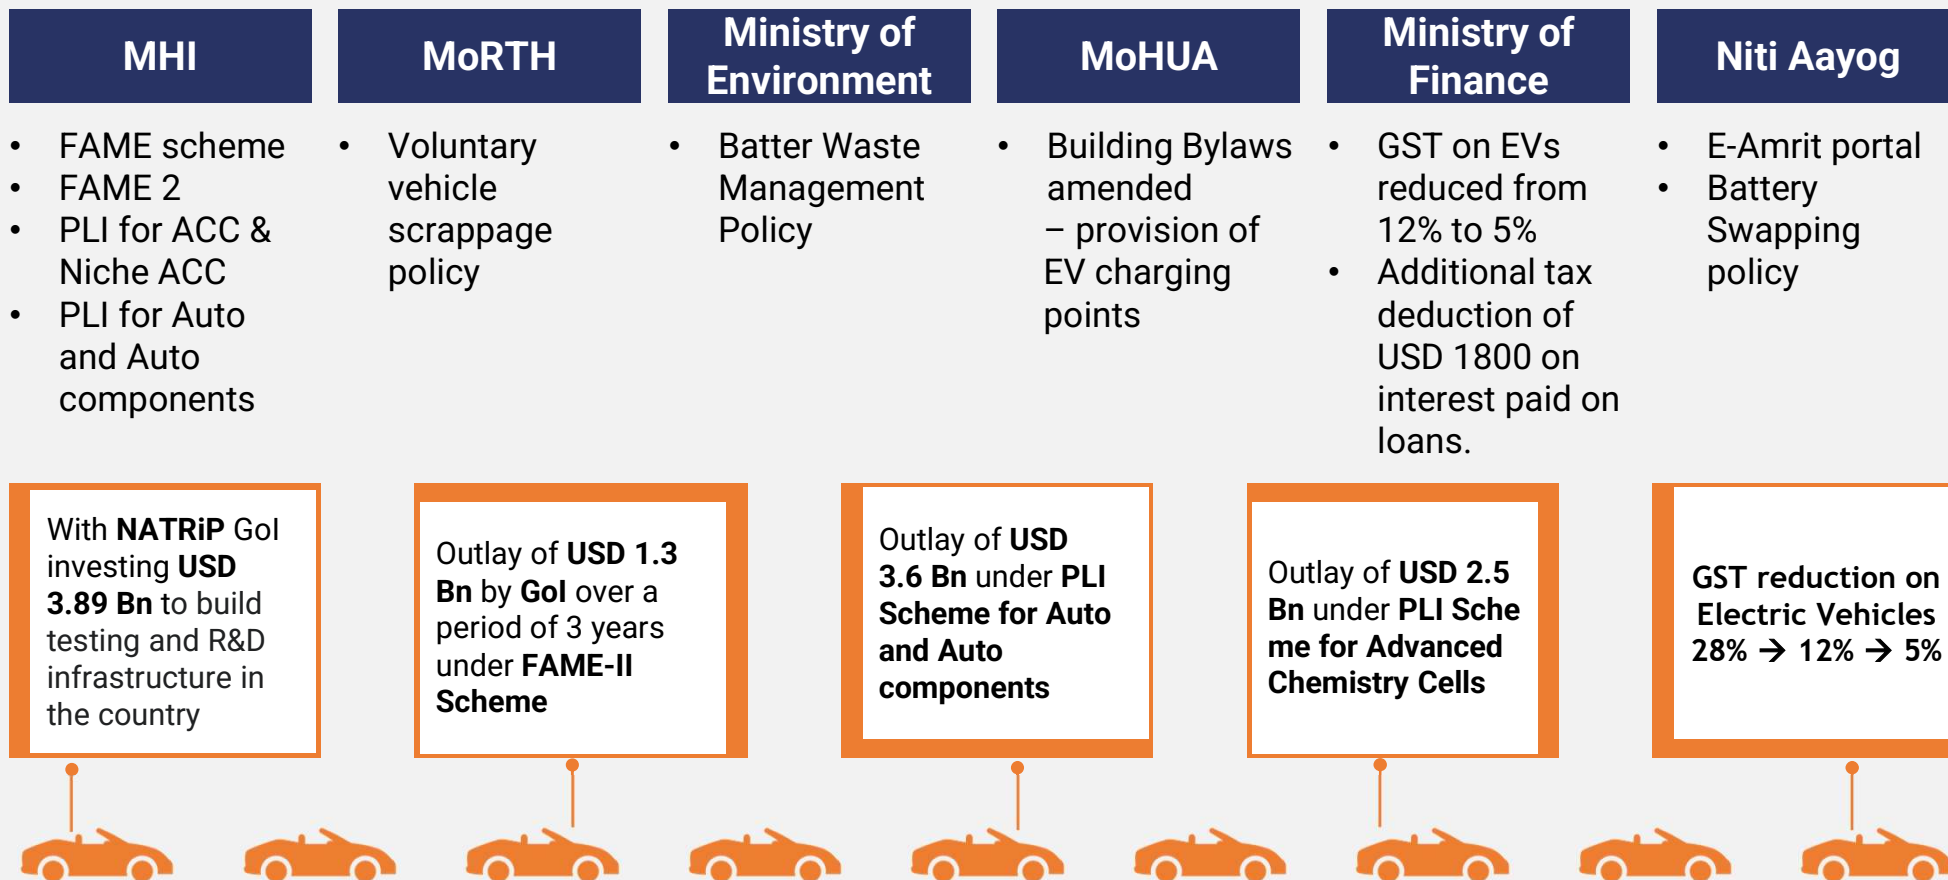 MHI
• FAME scheme
• FAME 2
• PLI for ACC &
Niche ACC
• PLI for Auto
and Auto
components
MoRTH
• Voluntary
vehicle
scrappage
policy
Ministry of
Environment
• Batter Waste
Management
Policy
MoHUA
• Building Bylaws
amended
– provision of
EV charging
points
Ministry of
Finance
• GST on EVs
reduced from
12% to 5%
• Additional tax
deduction of
USD 1800 on
interest paid on
loans.
Niti Aayog
• E-Amrit portal
• Battery
Swapping
policy
With NATRiP GoI
investing USD
3.89 Bn to build
testing and R&D
infrastructure in
the country
Outlay of USD 1.3
Bn by GoI over a
period of 3 years
under FAME-II
Scheme
Outlay of USD
3.6 Bn under PLI
Scheme for Auto
and Auto
components
Outlay of USD 2.5
Bn under PLI Sche
me for Advanced
Chemistry Cells
GST reduction on
Electric Vehicles
28% → 12% → 5%